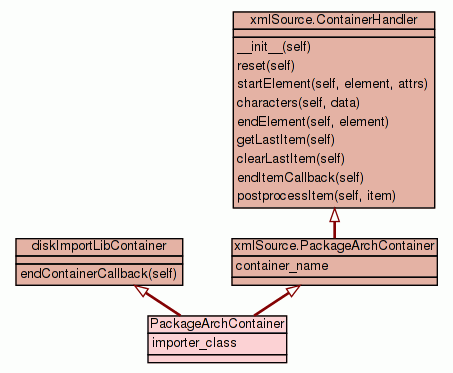 xmlSource.ContainerHandler
__init__(self)
reset(self)
startElement(self, element, attrs)
characters(self, data)
endElement(self, element)
getLastItem(self)
clearLastItem(self)
endItemCallback(self)
postprocessItem(self, item)
diskImportLibContainer
endContainerCallback(self)
xmlSource.PackageArchContainer
container_name
PackageArchContainer
importer_class